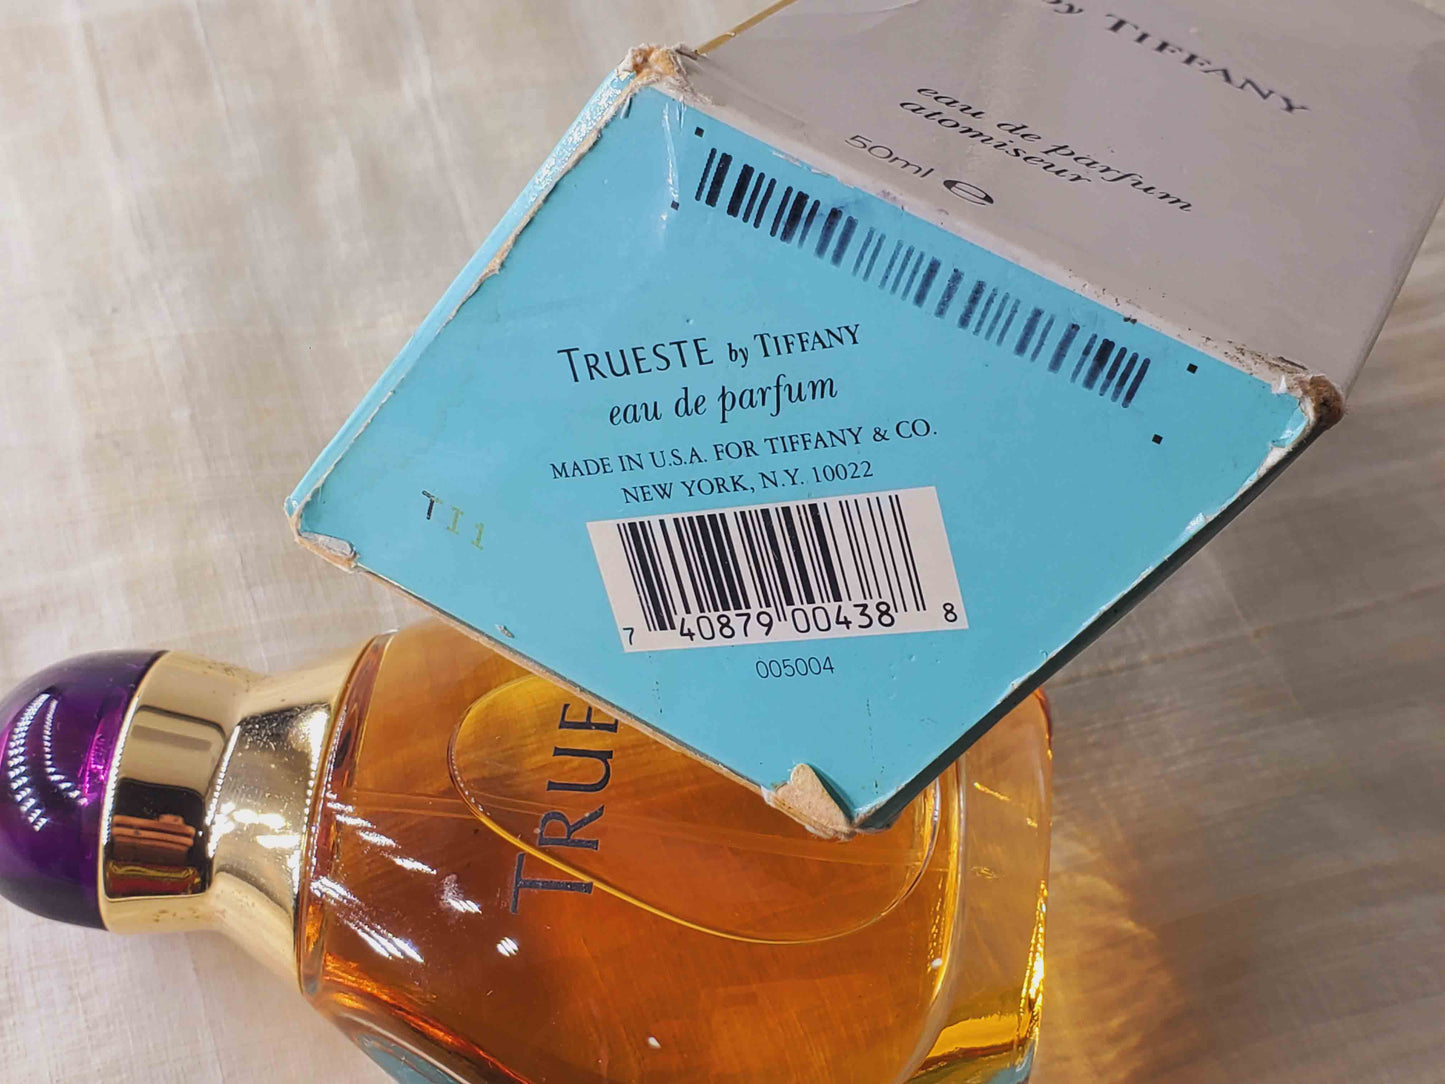 by TIFFANY
eau de parfum
atomiseur
50ml ℮
TRUESTE by TIFFANY
eau de parfum
MADE IN U.S.A. FOR TIFFANY & CO.
NEW YORK, N.Y. 10022
T11
7 40879 00438 8
005004
TRUE